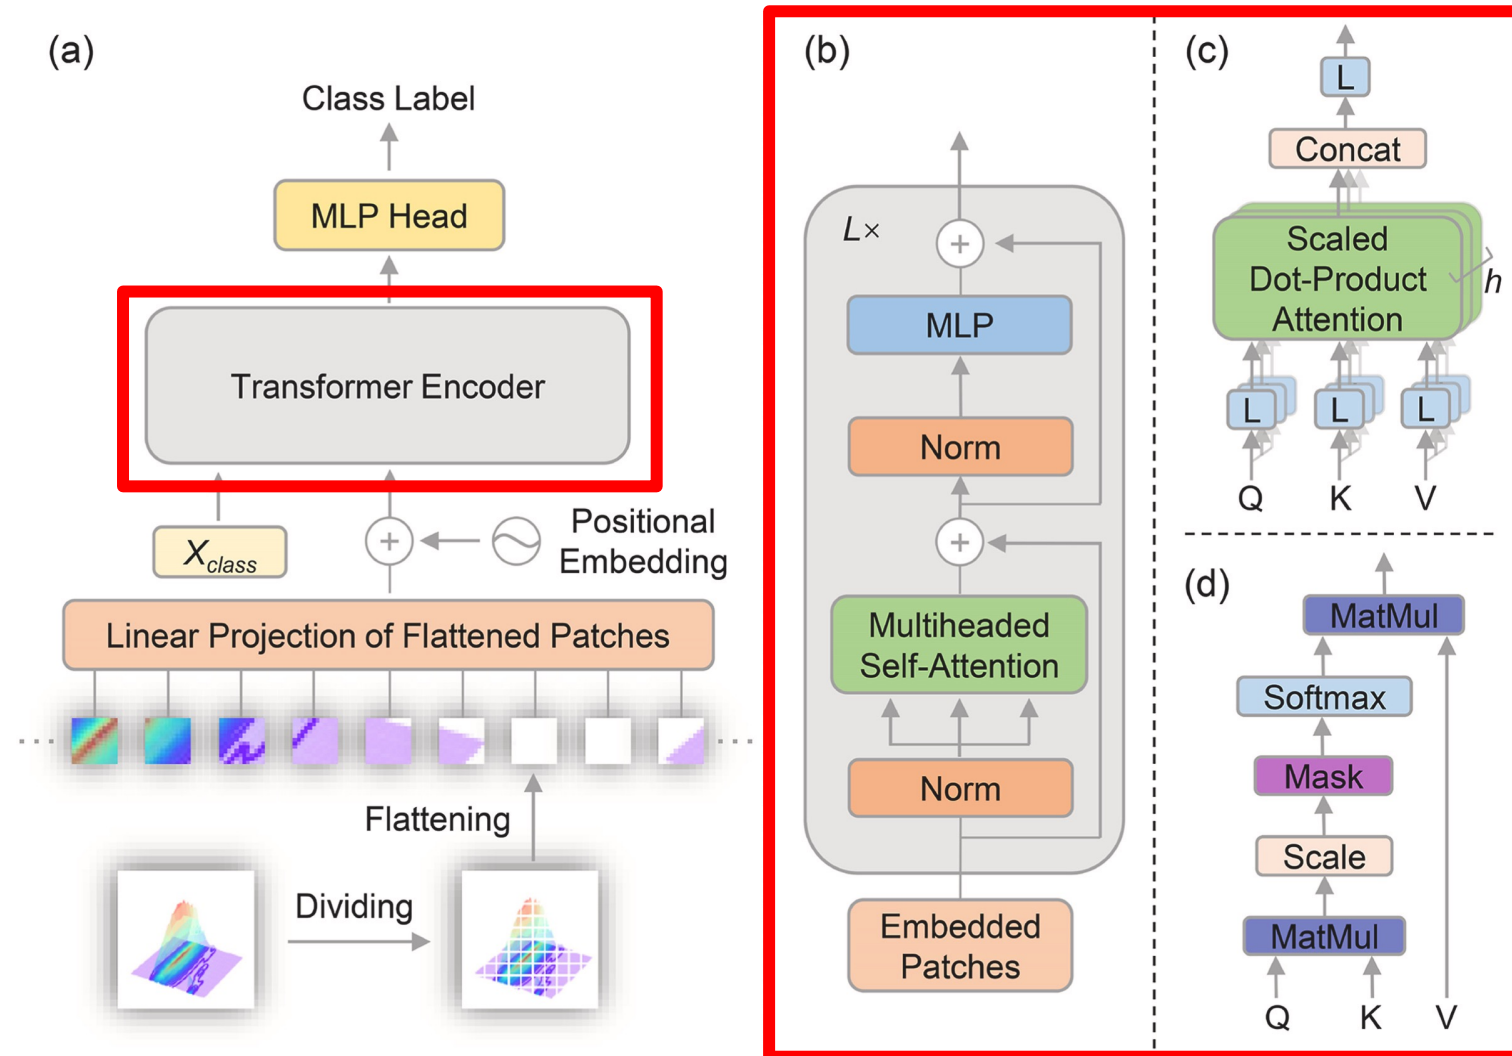 (a)
Class Label
MLP Head
Transformer Encoder
Xclass
+
Positional
Embedding
Linear Projection of Flattened Patches
...
...
Flattening
Dividing
(b)
L×
+
MLP
Norm
+
Multiheaded
Self-Attention
Norm
Embedded
Patches
(c)
L
Concat
Scaled
Dot-Product
Attention
h
L L L
Q K V
(d)
MatMul
Softmax
Mask
Scale
MatMul
Q K V